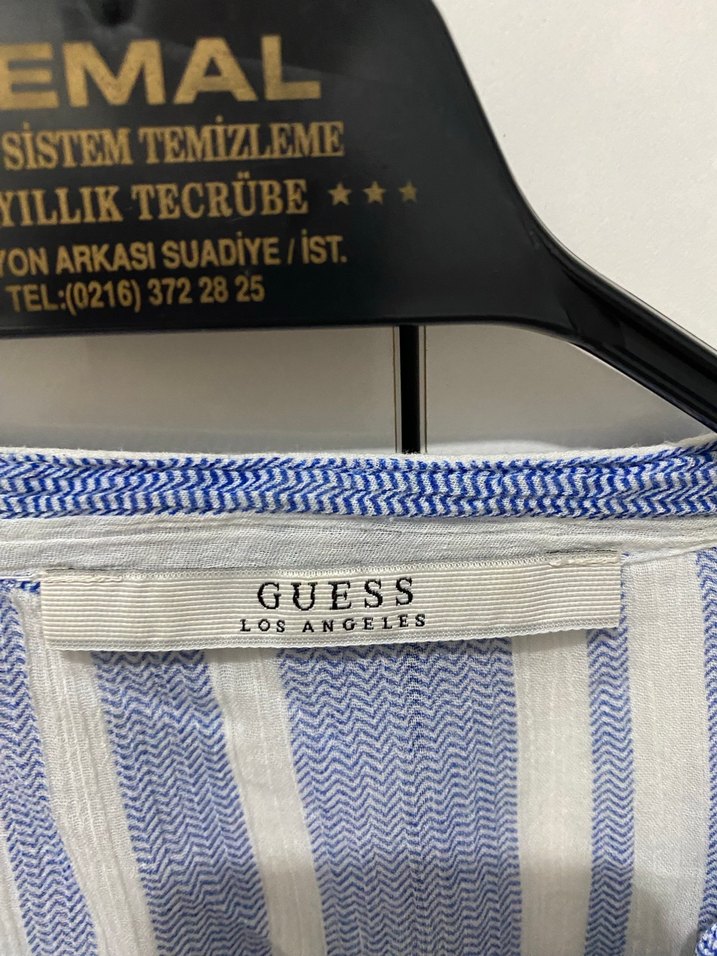 EMAL
SİSTEM TEMİZLEME
YILLIK TECRÜBE ★★★
YON ARKASI SUADİYE / İST.
TEL:(0216) 372 28 25
GUESS
LOS ANGELES